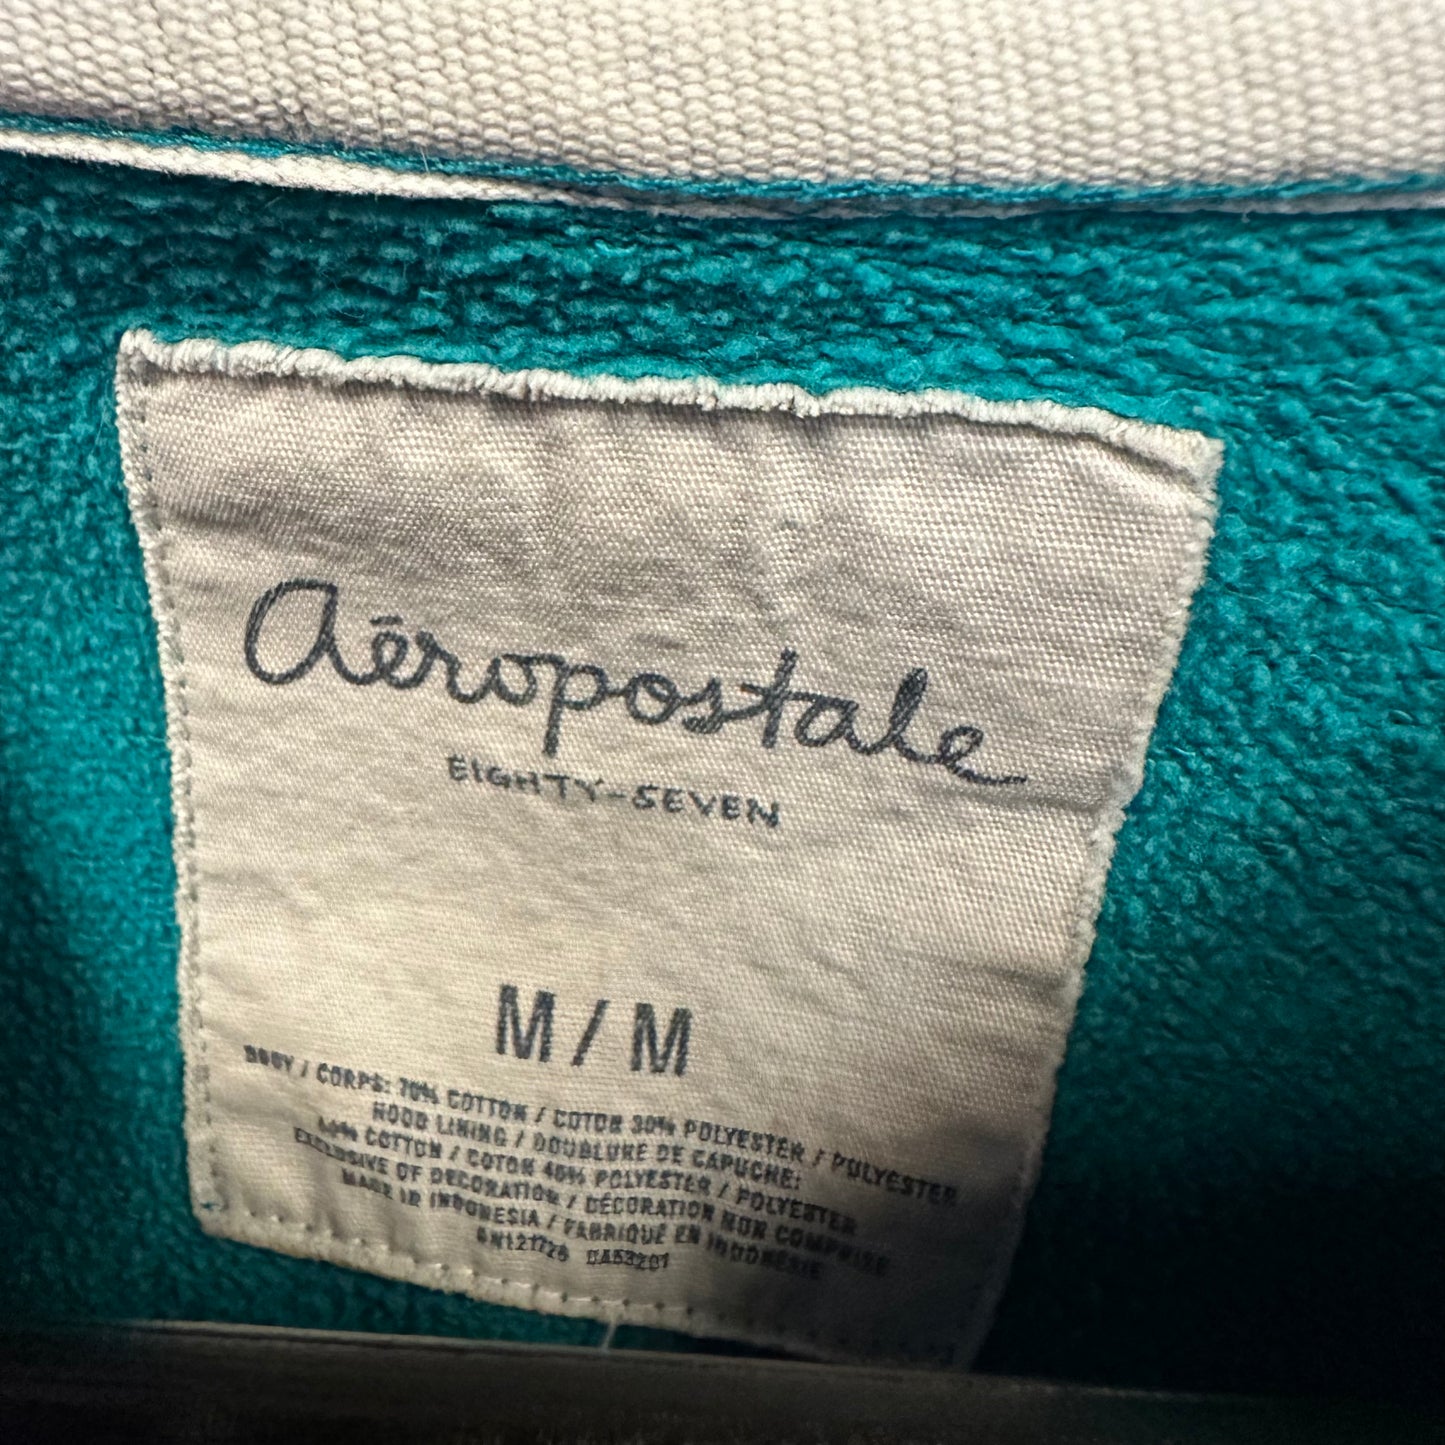 aéropostale
EIGHTY-SEVEN
M / M
BODY / CORPS: 70% COTTON / COTON 30% POLYESTER / POLYESTER
HOOD LINING / DOUBLURE DE CAPUCHE:
60% COTTON / COTON 40% POLYESTER / POLYESTER
EXCLUSIVE OF DECORATION / DÉCORATION NON COMPRISE
MADE IN INDONESIA / FABRIQUÉ EN INDONÉSIE
CA53201